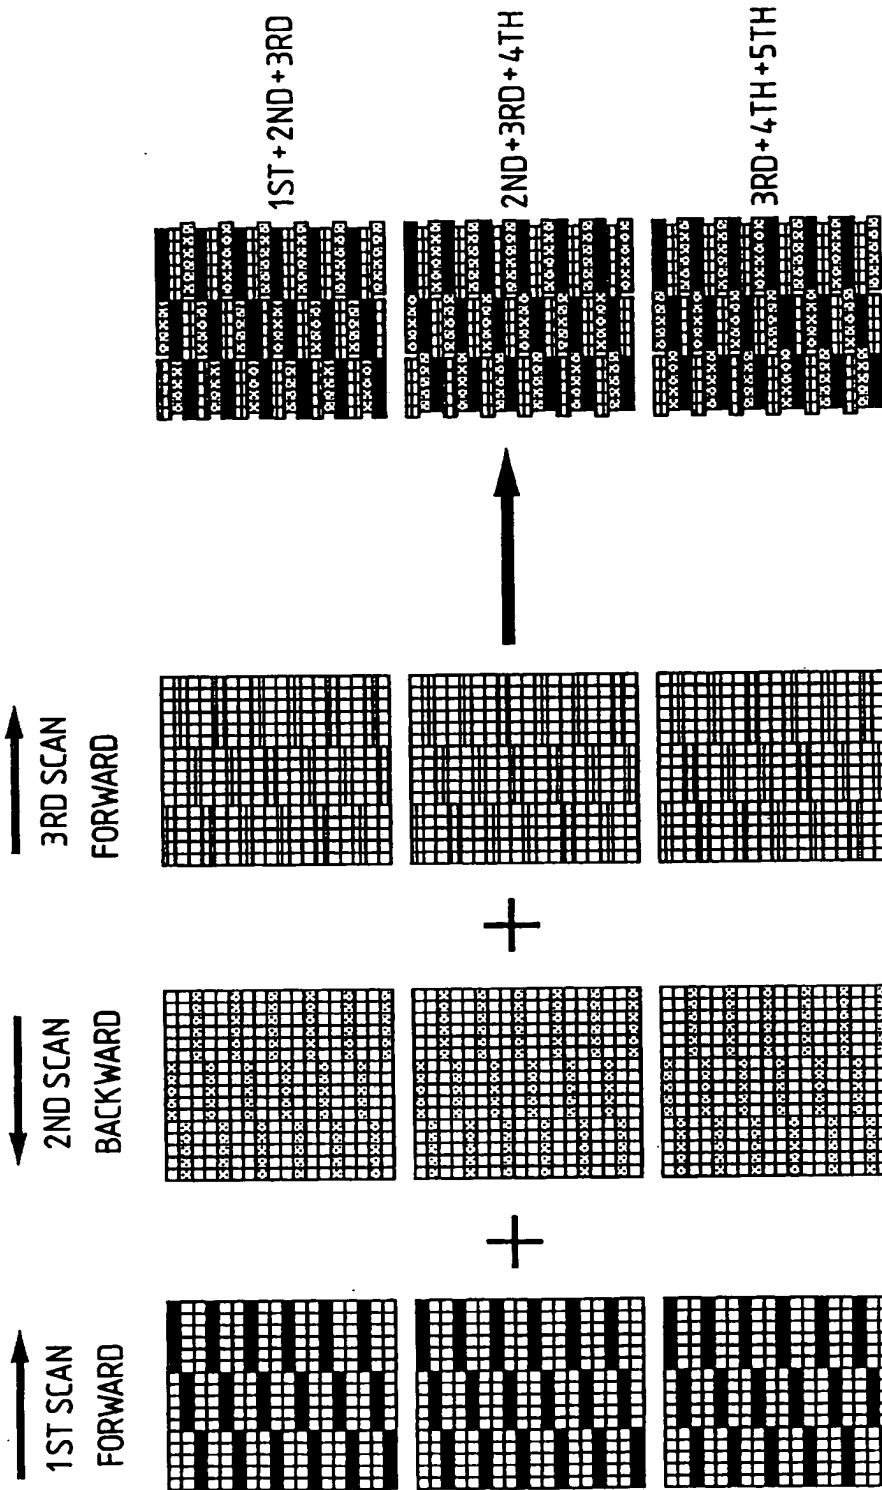 1ST SCAN
FORWARD
2ND SCAN
BACKWARD
3RD SCAN
FORWARD
1ST+2ND+3RD
2ND+3RD+4TH
3RD+4TH+5TH